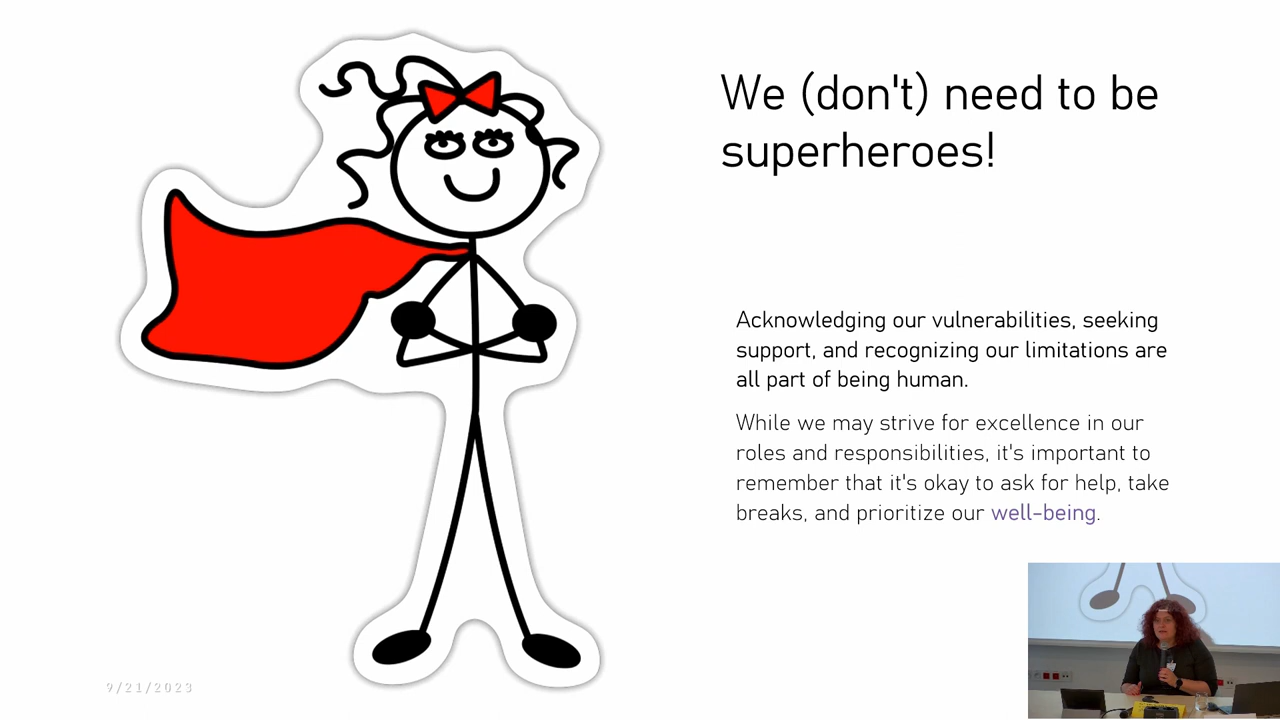 We (don't) need to be
superheroes!
Acknowledging our vulnerabilities, seeking
support, and recognizing our limitations are
all part of being human.
While we may strive for excellence in our
roles and responsibilities, it's important to
remember that it's okay to ask for help, take
breaks, and prioritize our well-being.
9/21/2023